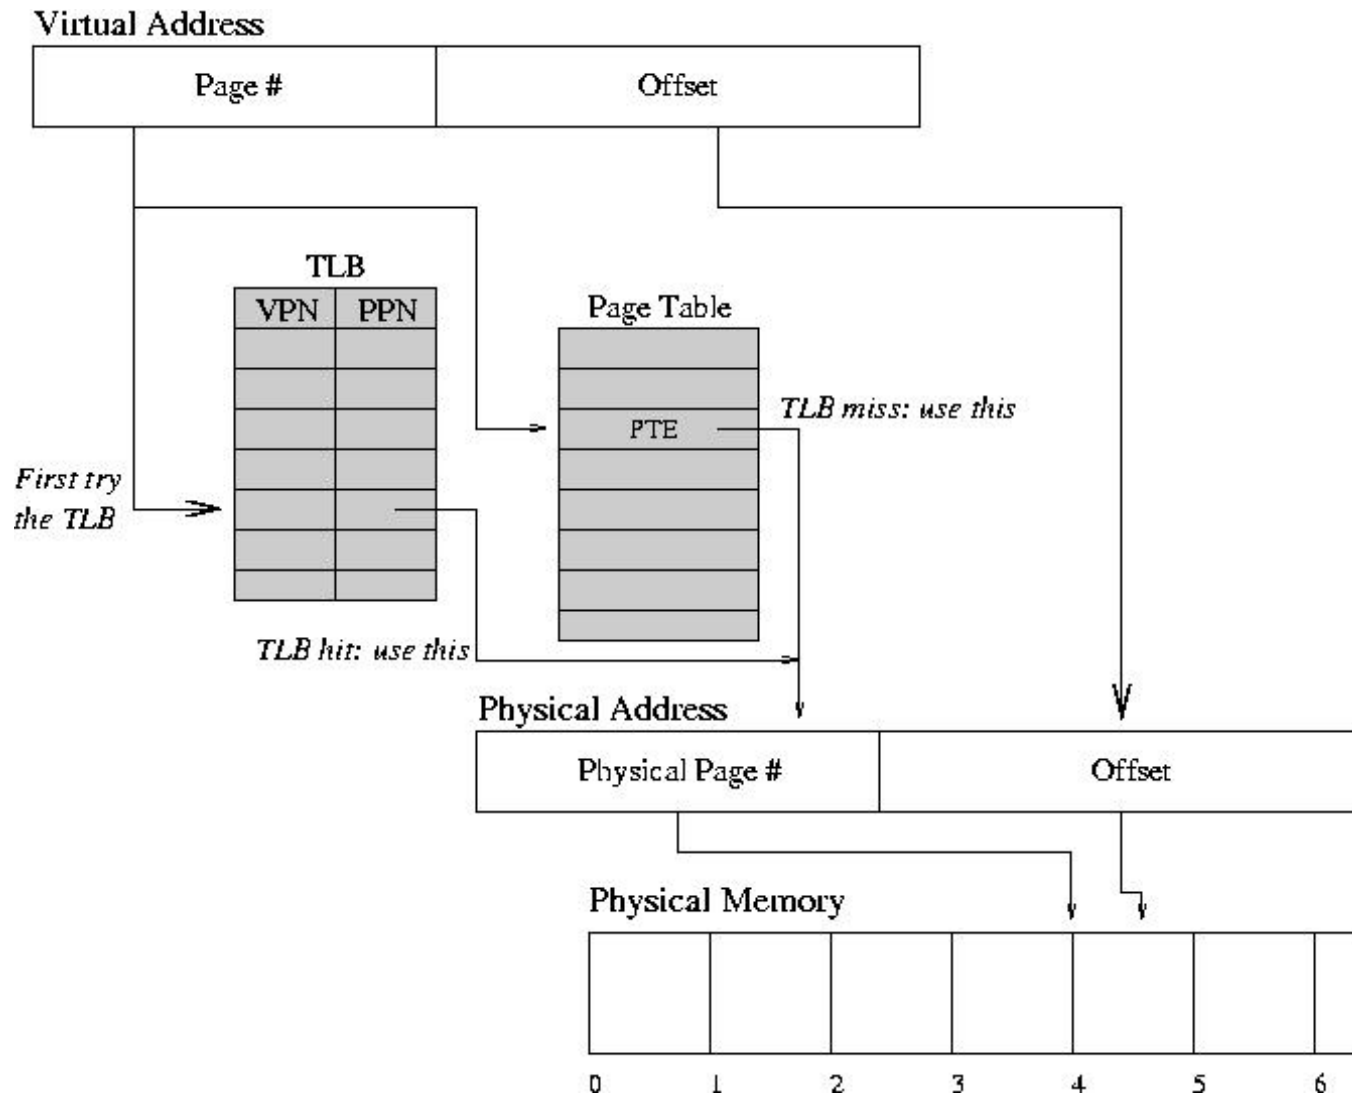 Virtual Address
Page #
Offset
TLB
VPN
PPN
Page Table
TLB miss: use this
PTE
First try
the TLB
TLB hit: use this
Physical Address
Physical Page #
Offset
Physical Memory
0
1
2
3
4
5
6